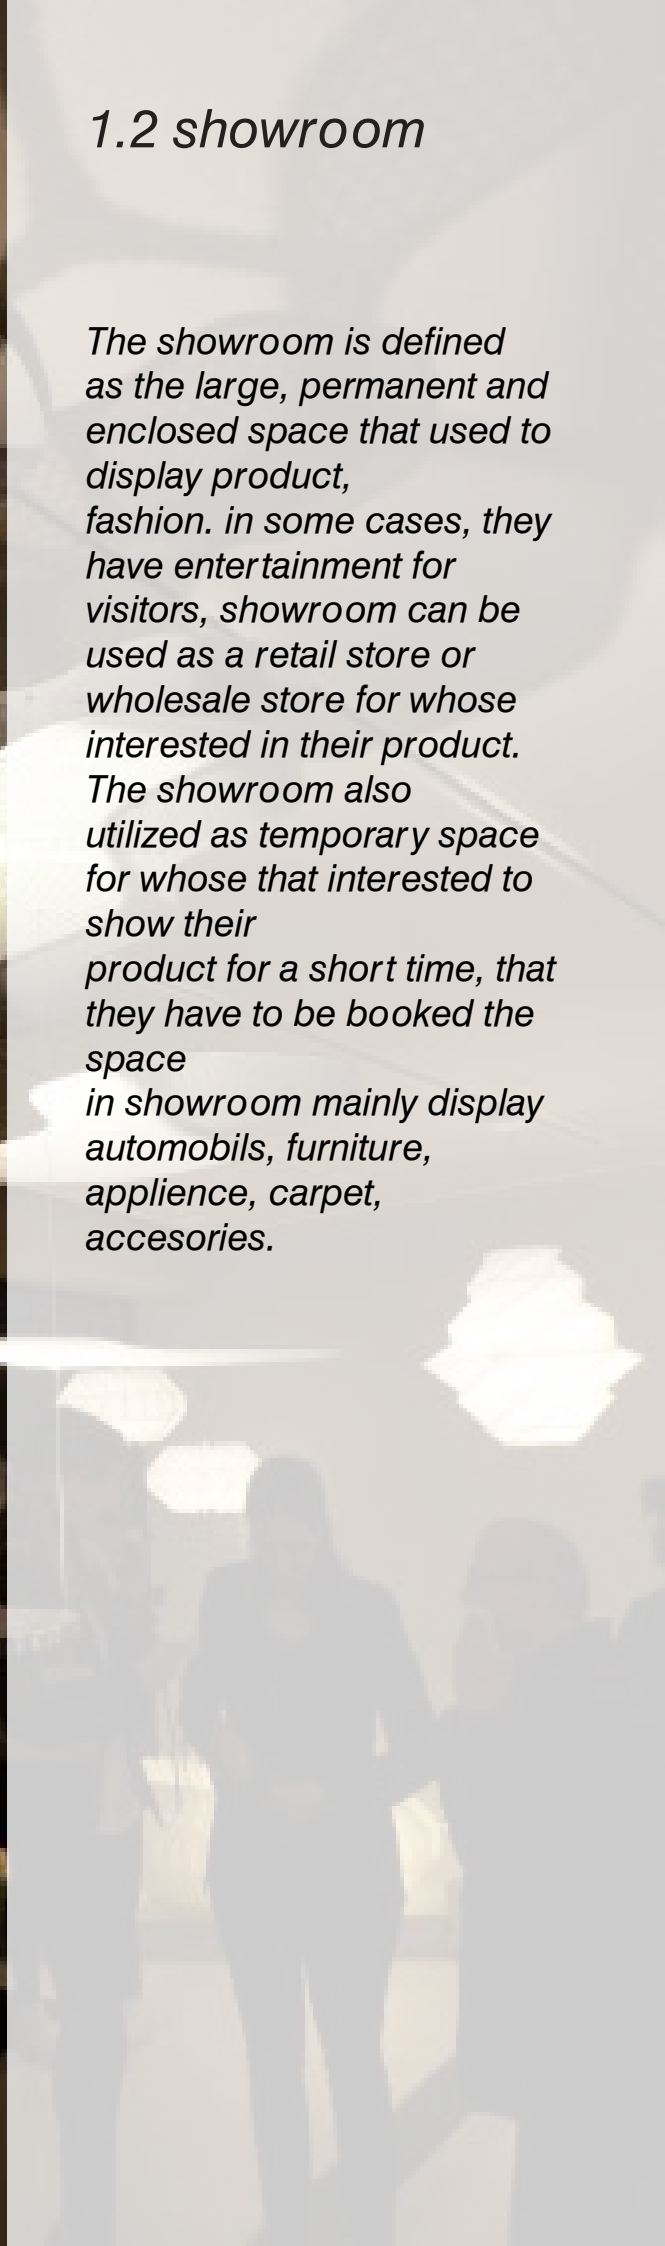 1.2 showroom
The showroom is defined
as the large, permanent and
enclosed space that used to
display product,
fashion. in some cases, they
have entertainment for
visitors, showroom can be
used as a retail store or
wholesale store for whose
interested in their product.
The showroom also
utilized as temporary space
for whose that interested to
show their
product for a short time, that
they have to be booked the
space
in showroom mainly display
automobils, furniture,
applience, carpet,
accesories.